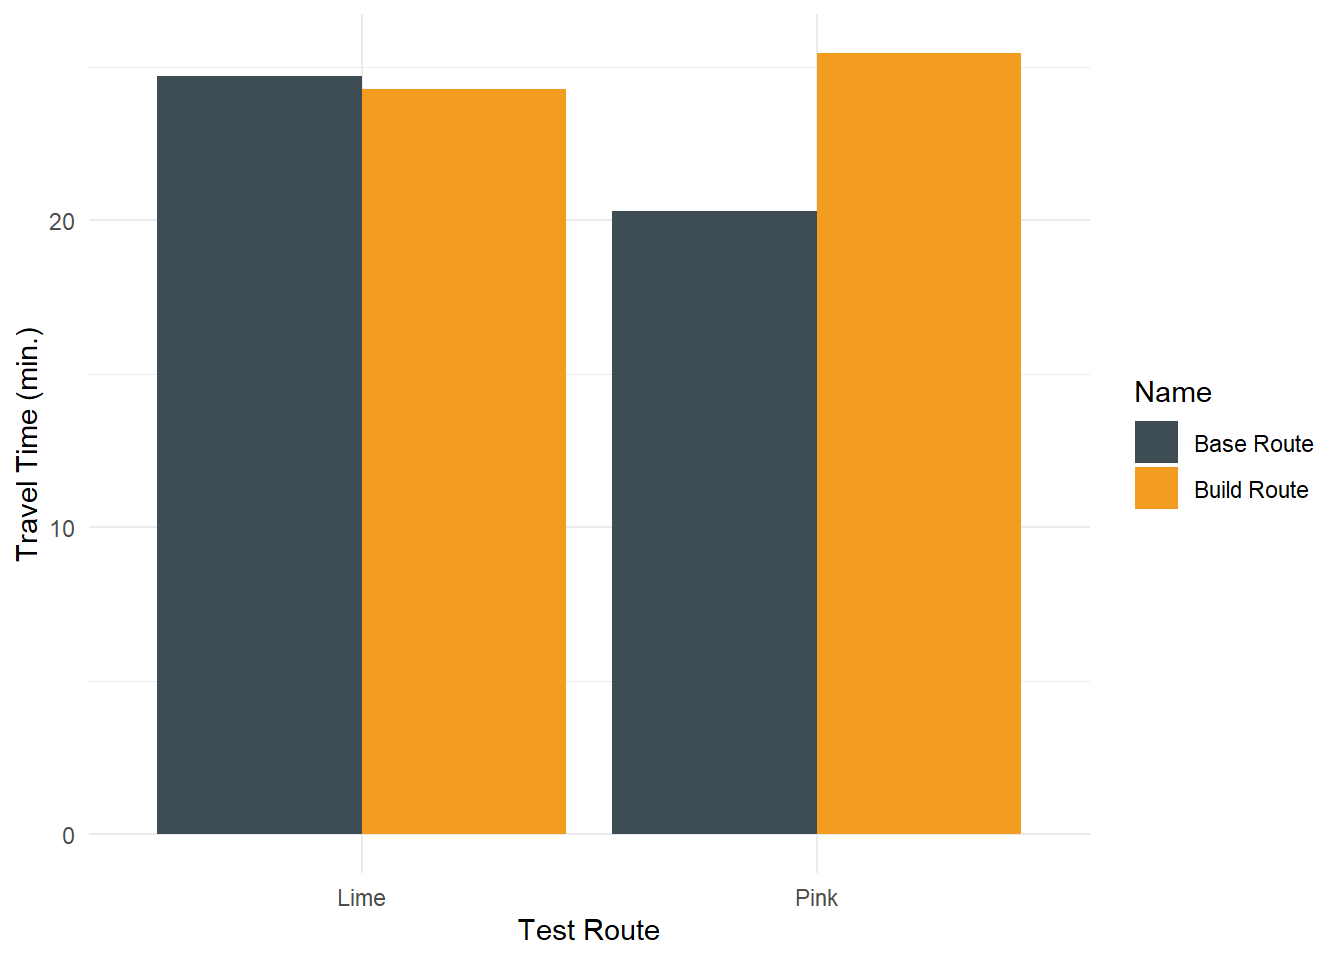 Travel Time (min.)
20
10
0
Lime
Pink
Test Route
Name
Base Route
Build Route